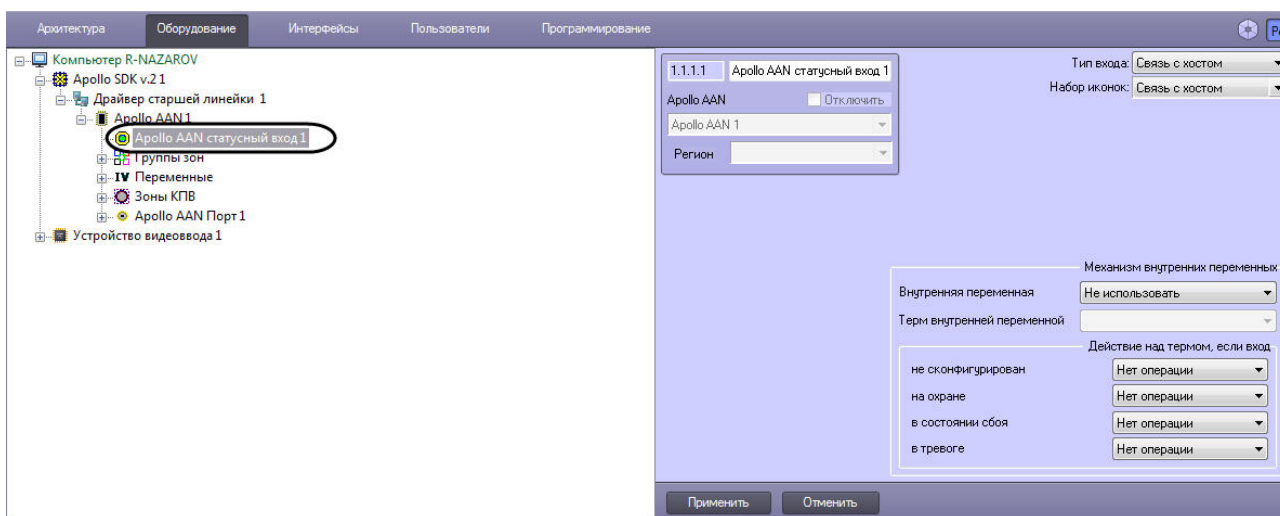 Архитектура Оборудование Интерфейсы Пользователи Программирование
Компьютер R-NAZAROV
Apollo SDK v.2 1
Драйвер старшей линейки 1
Apollo AAN 1
Apollo AAN статусный вход 1
Группы зон
IV Переменные
Зоны КПВ
Apollo AAN Порт 1
Устройство видеоввода 1
1.1.1.1 Apollo AAN статусный вход 1
Apollo AAN Отключить
Apollo AAN 1
Регион
Тип входа: Связь с хостом
Набор иконок: Связь с хостом
Механизм внутренних переменных
Внутренняя переменная Не использовать
Терм внутренней переменной
Действие над термом, если вход
не сконфигурирован Нет операции
на охране Нет операции
в состоянии сбоя Нет операции
в тревоге Нет операции
Применить Отменить